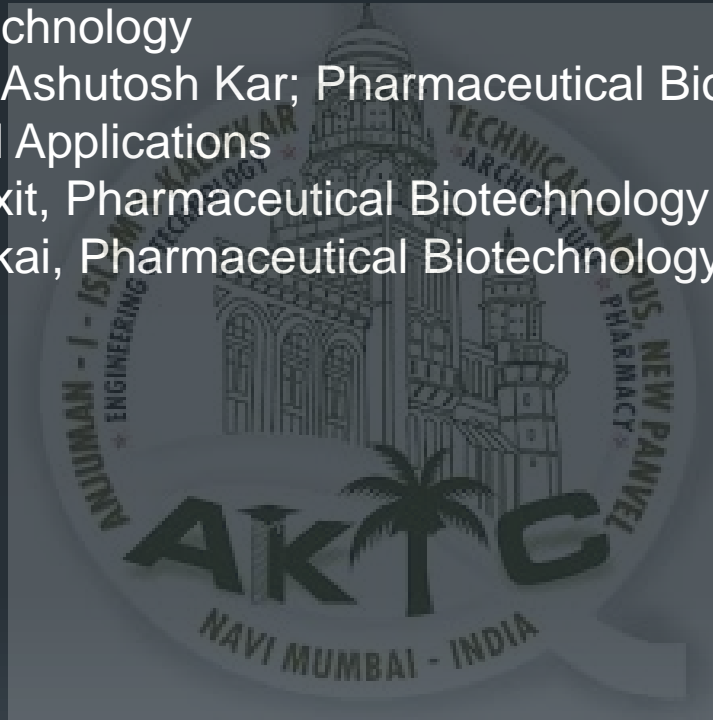 chnology
Ashutosh Kar; Pharmaceutical Bio
Applications
xit, Pharmaceutical Biotechnology
kai, Pharmaceutical Biotechnology
ANJUMAN - I - ISLAM KALSEKAR TECHNICAL CAMPUS, NEW PANVEL
ENGINEERING TECHNOLOGY * ARCHITECTURE * PHARMACY *
AKTC
NAVI MUMBAI - INDIA